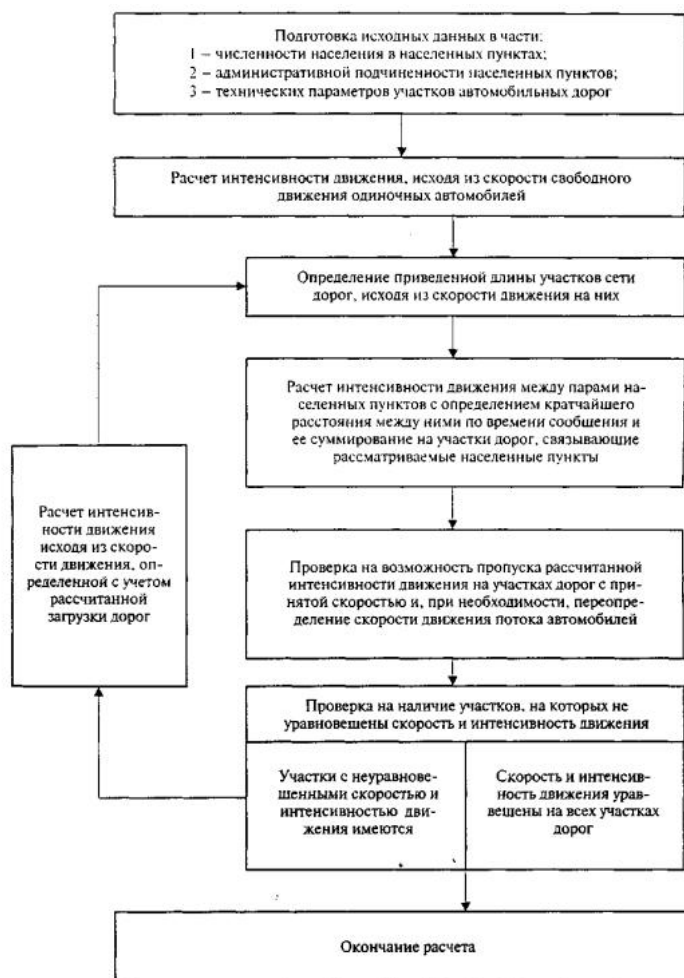 Подготовка исходных данных в части:
1 – численности населения в населенных пунктах;
2 – административной подчиненности населенных пунктов;
3 – технических параметров участков автомобильных дорог
Расчет интенсивности движения, исходя из скорости свободного
движения одиночных автомобилей
Определение приведенной длины участков сети
дорог, исходя из скорости движения на них
Расчет интенсивности движения между парами на-
селенных пунктов с определением кратчайшего
расстояния между ними по времени сообщения и
ее суммирование на участки дорог, связывающие
рассматриваемые населенные пункты
Расчет интенсив-
ности движения
исходя из скоро-
сти движения, оп-
ределенной с учетом
рассчитанной
загрузки дорог
Проверка на возможность пропуска рассчитанной
интенсивности движения на участках дорог с при-
нятой скоростью и, при необходимости, переопре-
деление скорости движения потока автомобилей
Проверка на наличие участков, на которых не
уравновешены скорость и интенсивность движения
Участки с неуравнове-
шенными скоростью и
интенсивностью дви-
жения имеются
Скорость и интенсив-
ность движения урав-
вешены на всех участках
дорог
Окончание расчета